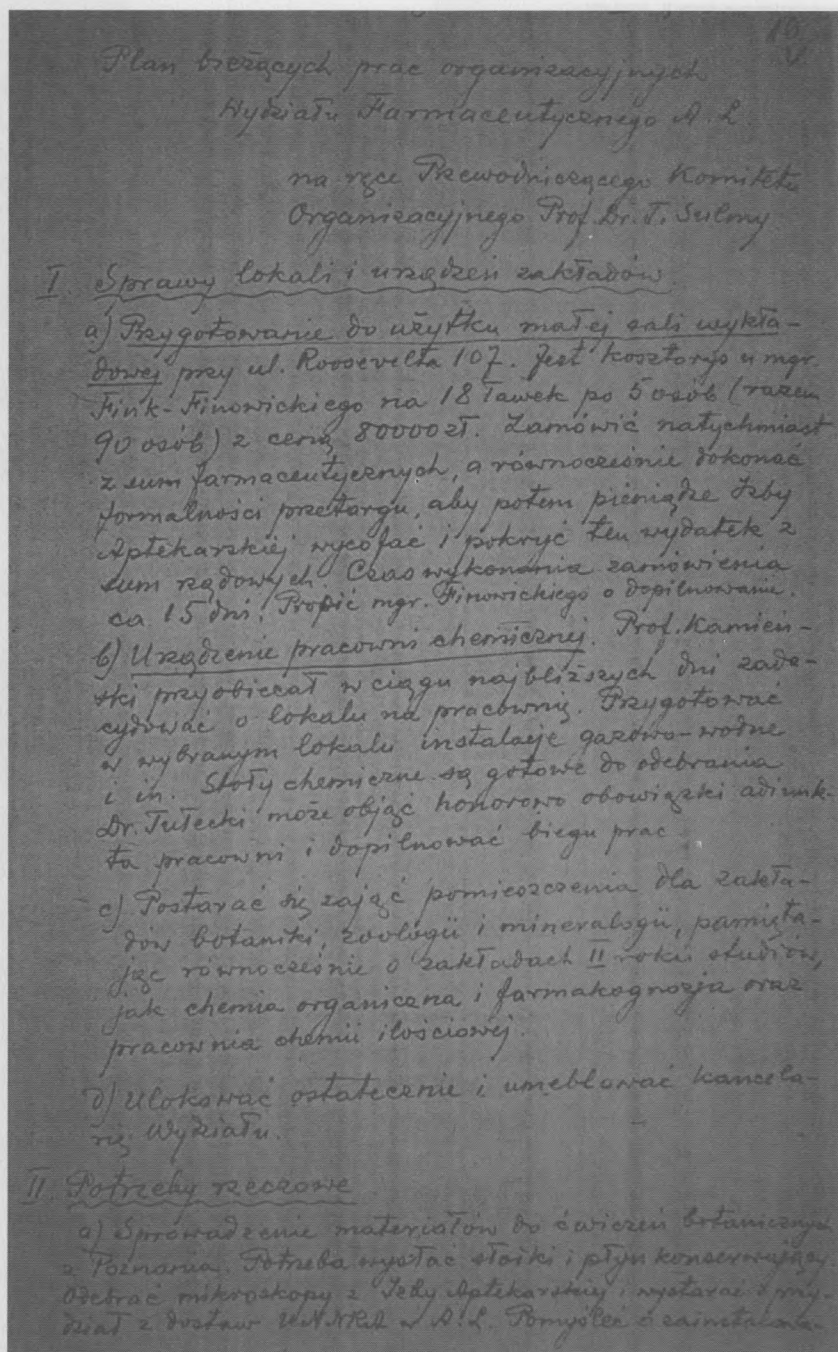 10
V
Plan bieżących prac organizacyjnych
Wydziału Farmaceutycznego A. L.
na ręce Przewodniczącego Komitetu
Organizacyjnego Prof. Dr. T.
I. Sprawy lokali i urządzeń zakładów.
a) Przygotowanie do użytku małej sali wykła-
dowej przy ul. Roosevelta 107. Jest kosztorys u mgr.
Fink-Finowickiego na 18 ławek po 5 osób (razem
90 osób) z ceną 80000 zł. Zamówić natychmiast
z sum farmaceutycznych, a równocześnie dokonać
formalności przetargu, aby potem pieniądze Izby
Aptekarskiej wycofać i pokryć ten wydatek z
sum rządowych. Czas wykonania zamówienia
ca 15 dni. Prosić mgr. Finowickiego o dopilnowanie.
b) Urządzenie pracowni chemicznej. Prof. Kamień-
ski przyobiecał w ciągu najbliższych dni zade-
cydować o lokalu na pracownię. Przygotować
w wybranym lokalu instalacje gazowo-wodne
i in. Stoły chemiczne są gotowe do odebrania
Dr. Tułecki może objąć honorowo obowiązki adiunk-
ta pracowni i dopilnować biegu prac
c) Postarać się zająć pomieszczenia dla zakła-
dów botaniki, zoologii i mineralogii, pamięta-
jąc równocześnie o zakładach II roku studiów,
jak chemia organiczna i farmakognozja oraz
pracownia chemii ilościowej.
d) Ulokować ostatecznie i umeblować kancela-
rię Wydziału.
II. Potrzeby rzeczowe
a) Sprowadzenie materiałów do ćwiczeń botanicznych
z Poznania. Potrzeba wysłać słoiki i płyn konserwujący.
Odebrać mikroskopy z Izby Aptekarskiej i wystarać o
dział z dostaw UNRRA w A. L. Pomyśleć o zainstalowa-